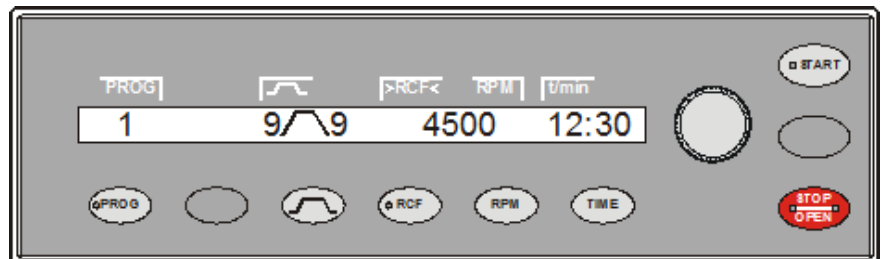 START
PROG >RCF< RPM t/min
1 9 9 4500 12:30
PROG RCF RPM TIME
STOP
OPEN